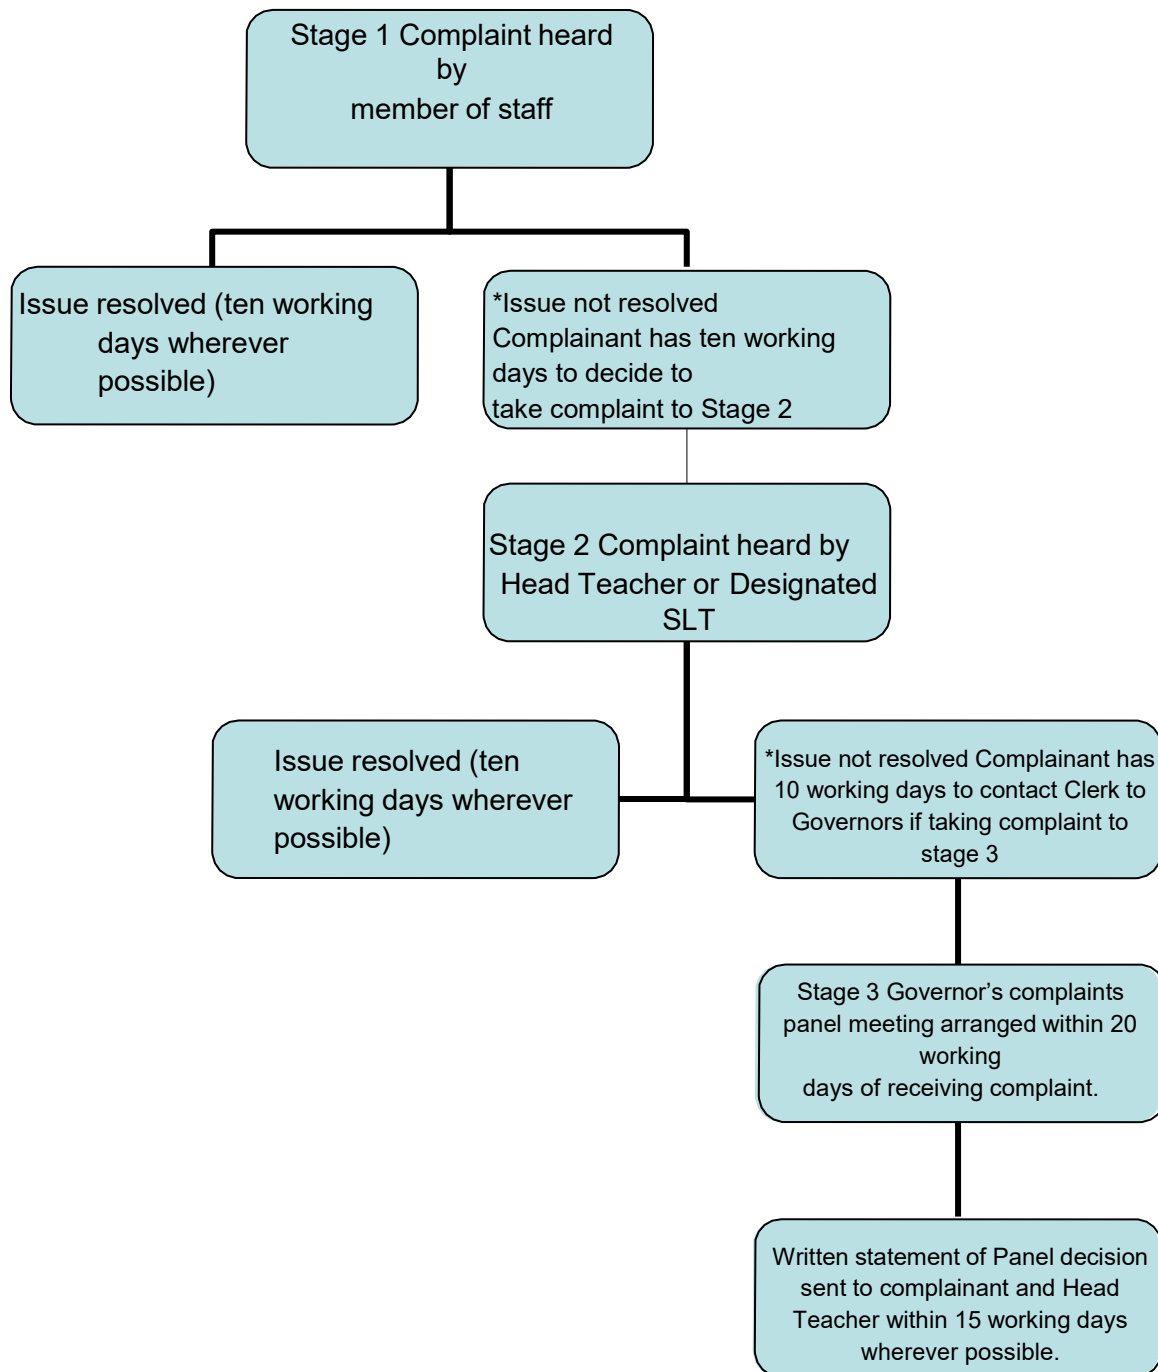 Stage 1 Complaint heard
by
member of staff
Issue resolved (ten working
days wherever
possible)
*Issue not resolved
Complainant has ten working
days to decide to
take complaint to Stage 2
Stage 2 Complaint heard by
Head Teacher or Designated
SLT
Issue resolved (ten
working days wherever
possible)
*Issue not resolved Complainant has
10 working days to contact Clerk to
Governors if taking complaint to
stage 3
Stage 3 Governor’s complaints
panel meeting arranged within 20
working
days of receiving complaint.
Written statement of Panel decision
sent to complainant and Head
Teacher within 15 working days
wherever possible.